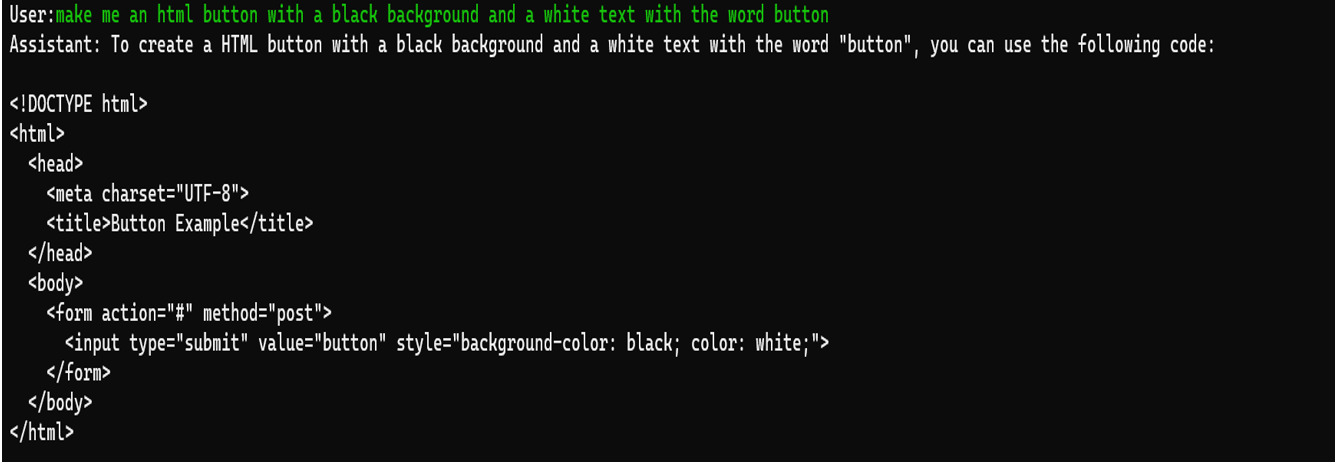 User:make me an html button with a black background and a white text with the word button
Assistant: To create a HTML button with a black background and a white text with the word "button", you can use the following code:
<!DOCTYPE html>
<html>
  <head>
    <meta charset="UTF-8">
    <title>Button Example</title>
  </head>
  <body>
    <form action="#" method="post">
      <input type="submit" value="button" style="background-color: black; color: white;">
    </form>
  </body>
</html>